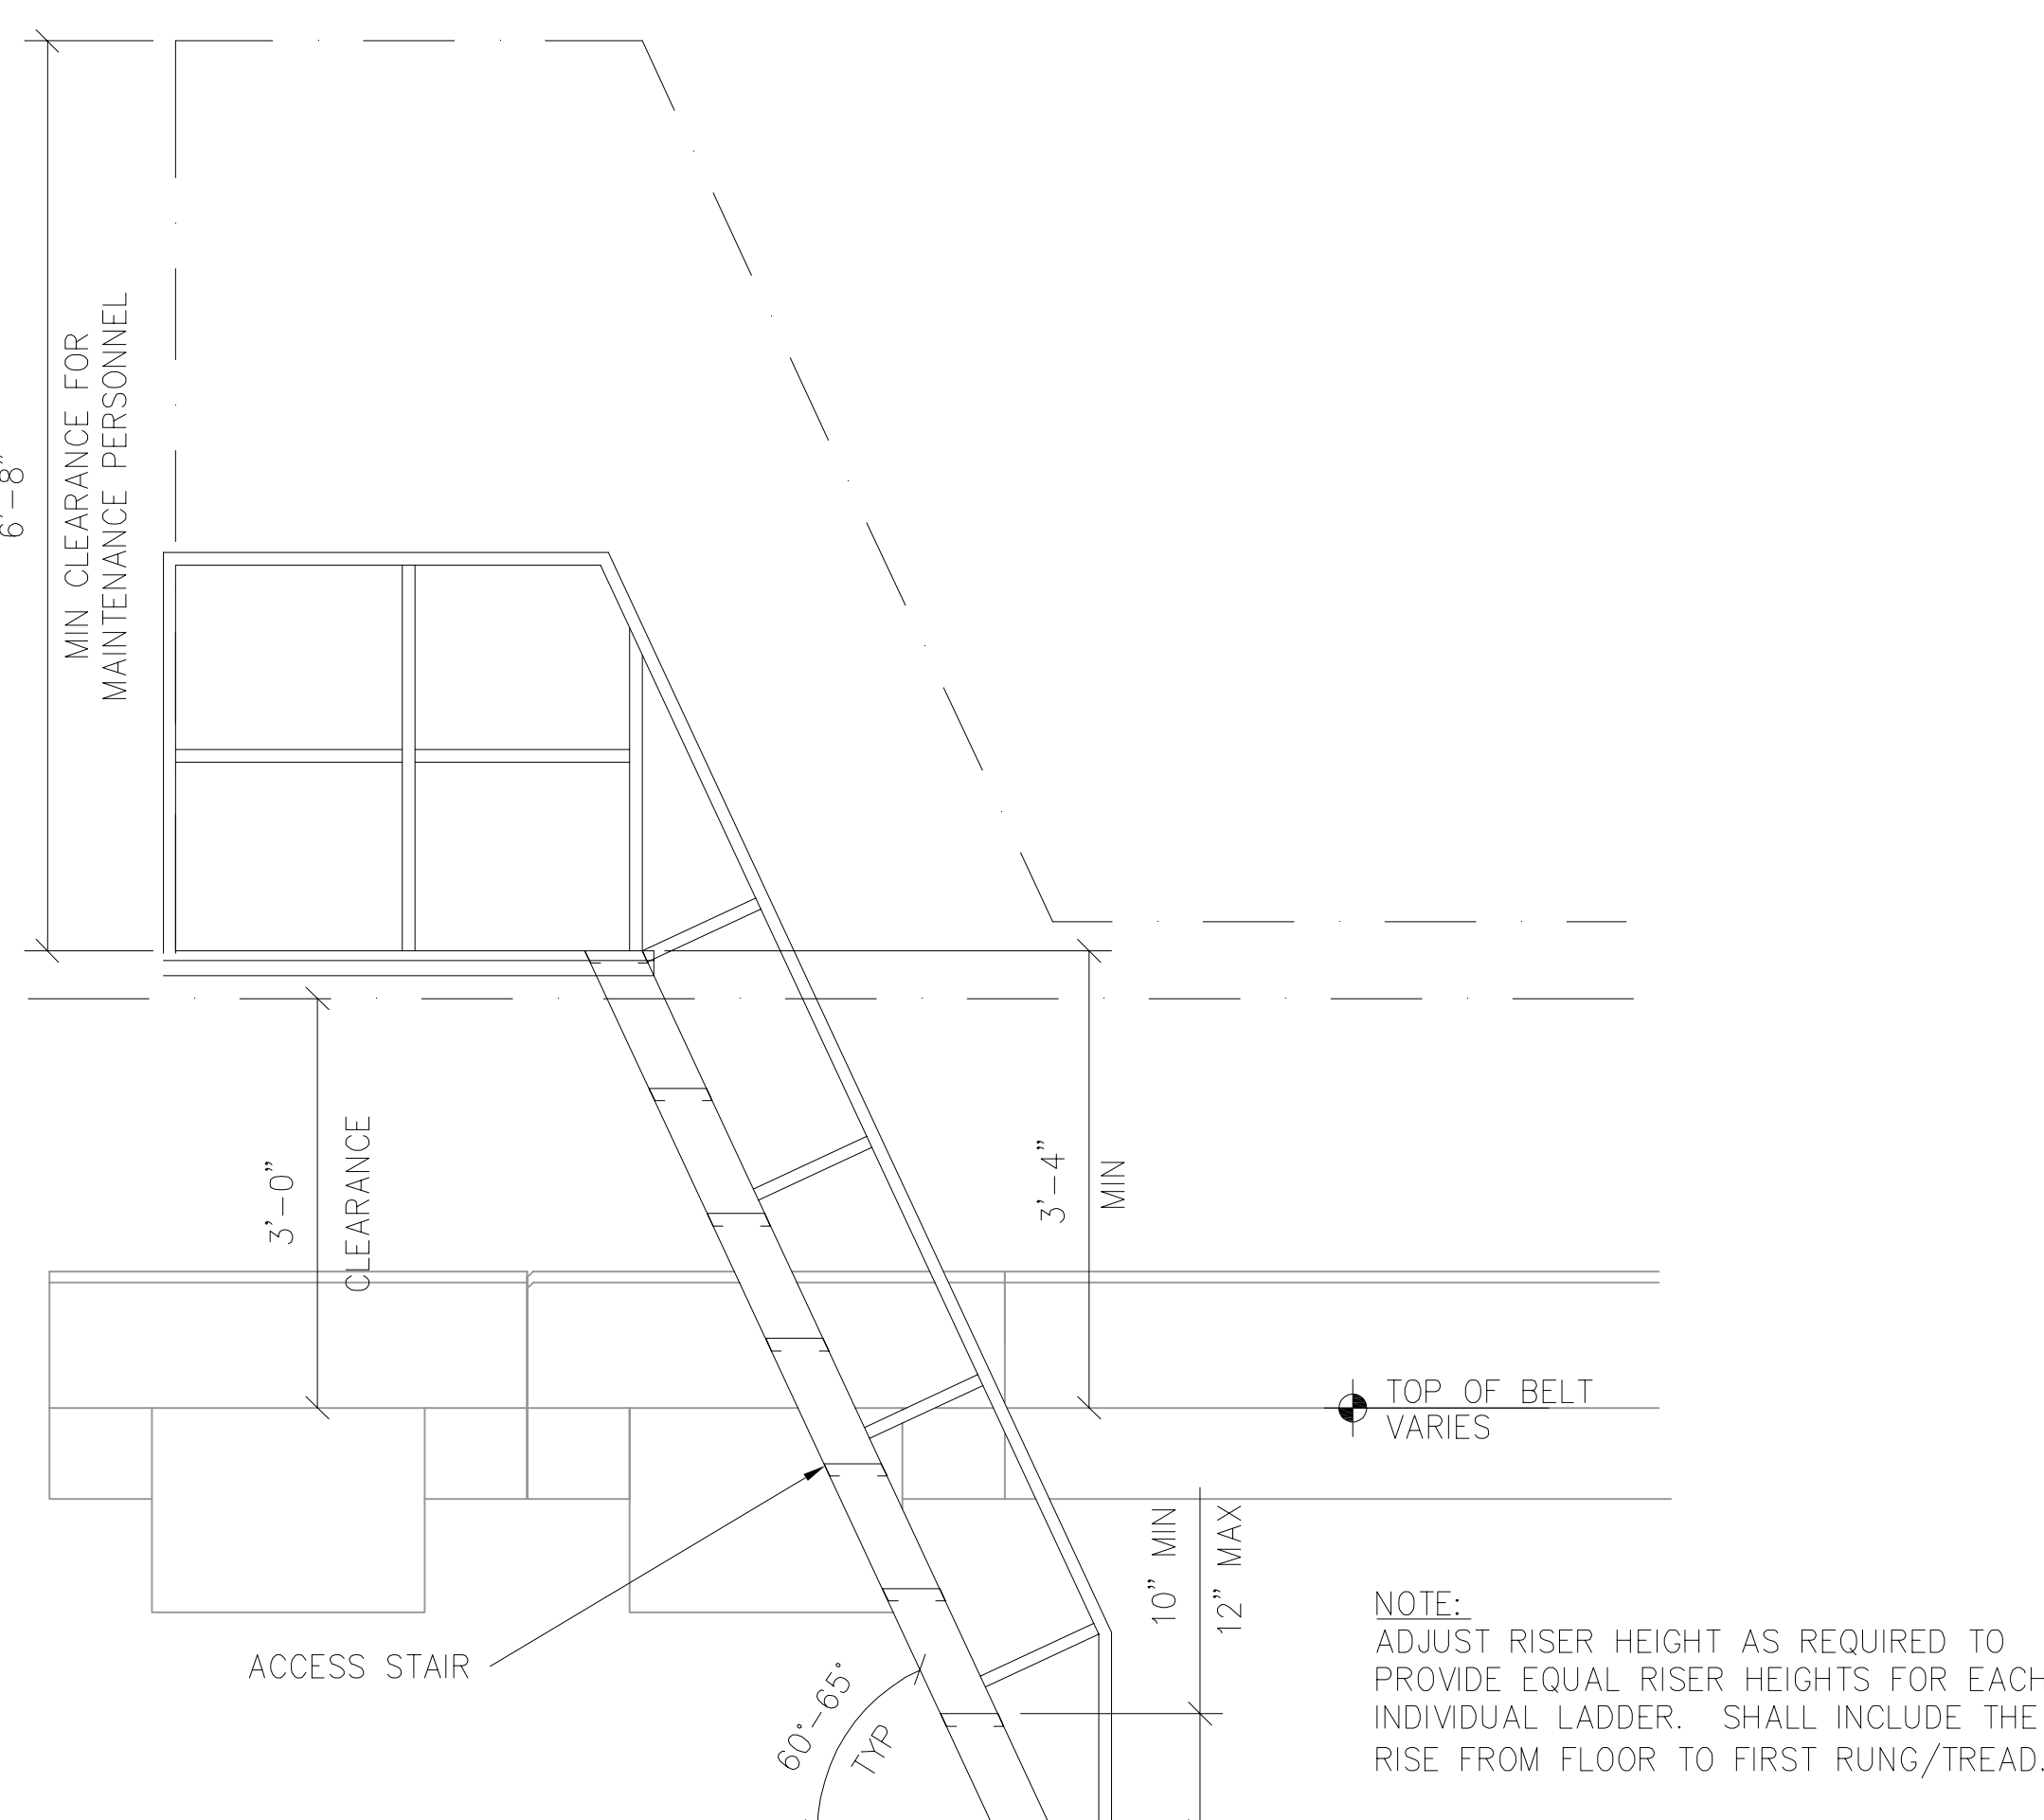 6'-8"
MIN CLEARANCE FOR
MAINTENANCE PERSONNEL
3'-0"
CLEARANCE
3'-4"
MIN
TOP OF BELT
VARIES
10" MIN
12" MAX
ACCESS STAIR
60°-65°
TYP
NOTE:
ADJUST RISER HEIGHT AS REQUIRED TO
PROVIDE EQUAL RISER HEIGHTS FOR EACH
INDIVIDUAL LADDER.  SHALL INCLUDE THE
RISE FROM FLOOR TO FIRST RUNG/TREAD.